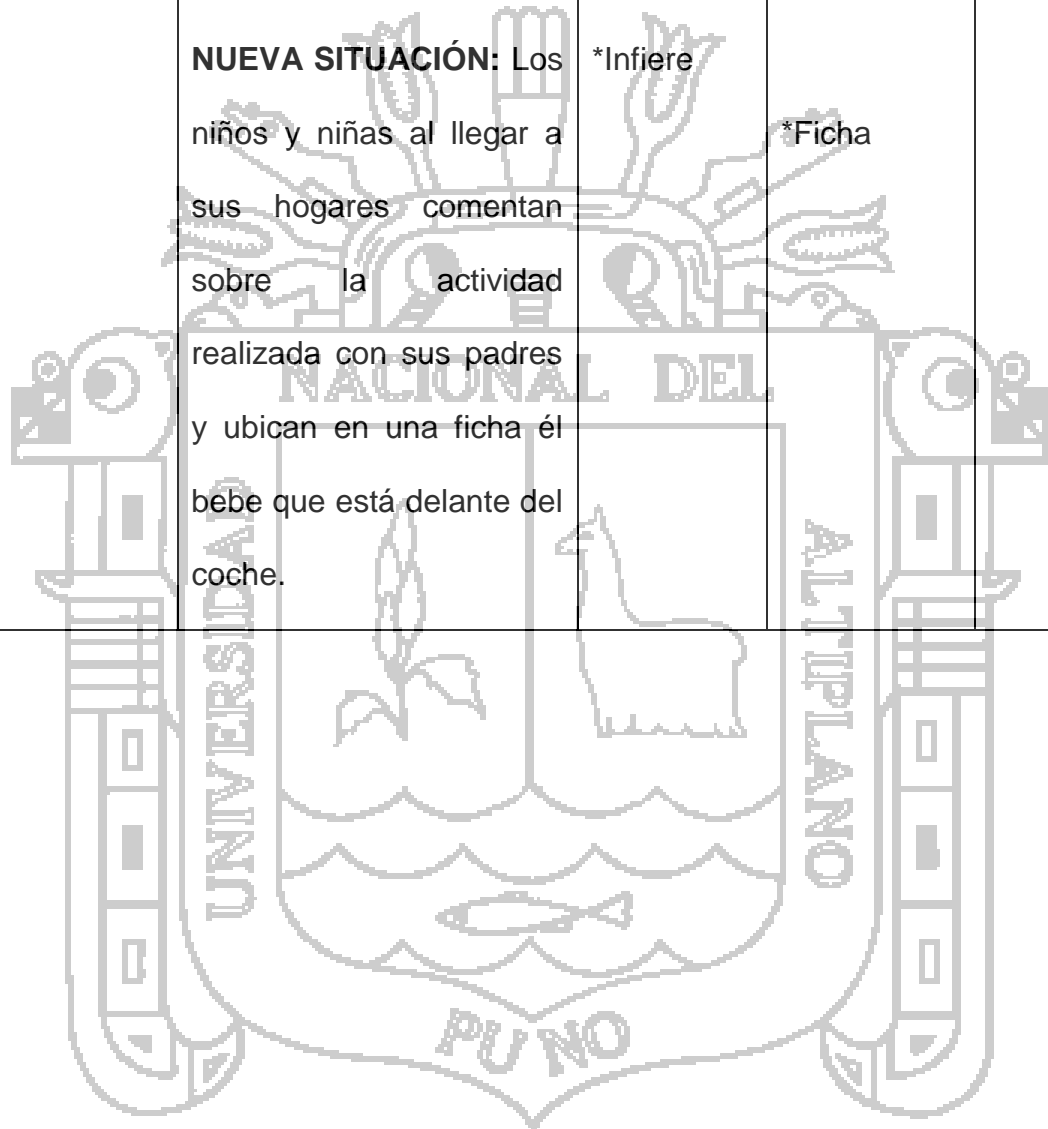 NUEVA SITUACIÓN: Los
niños y niñas al llegar a
sus hogares comentan
sobre la actividad
realizada con sus padres
y ubican en una ficha él
bebe que está delante del
coche.
*Infiere
*Ficha
NACIONAL DEL
UNIVERSIDAD
ALTIPLANO
PUNO